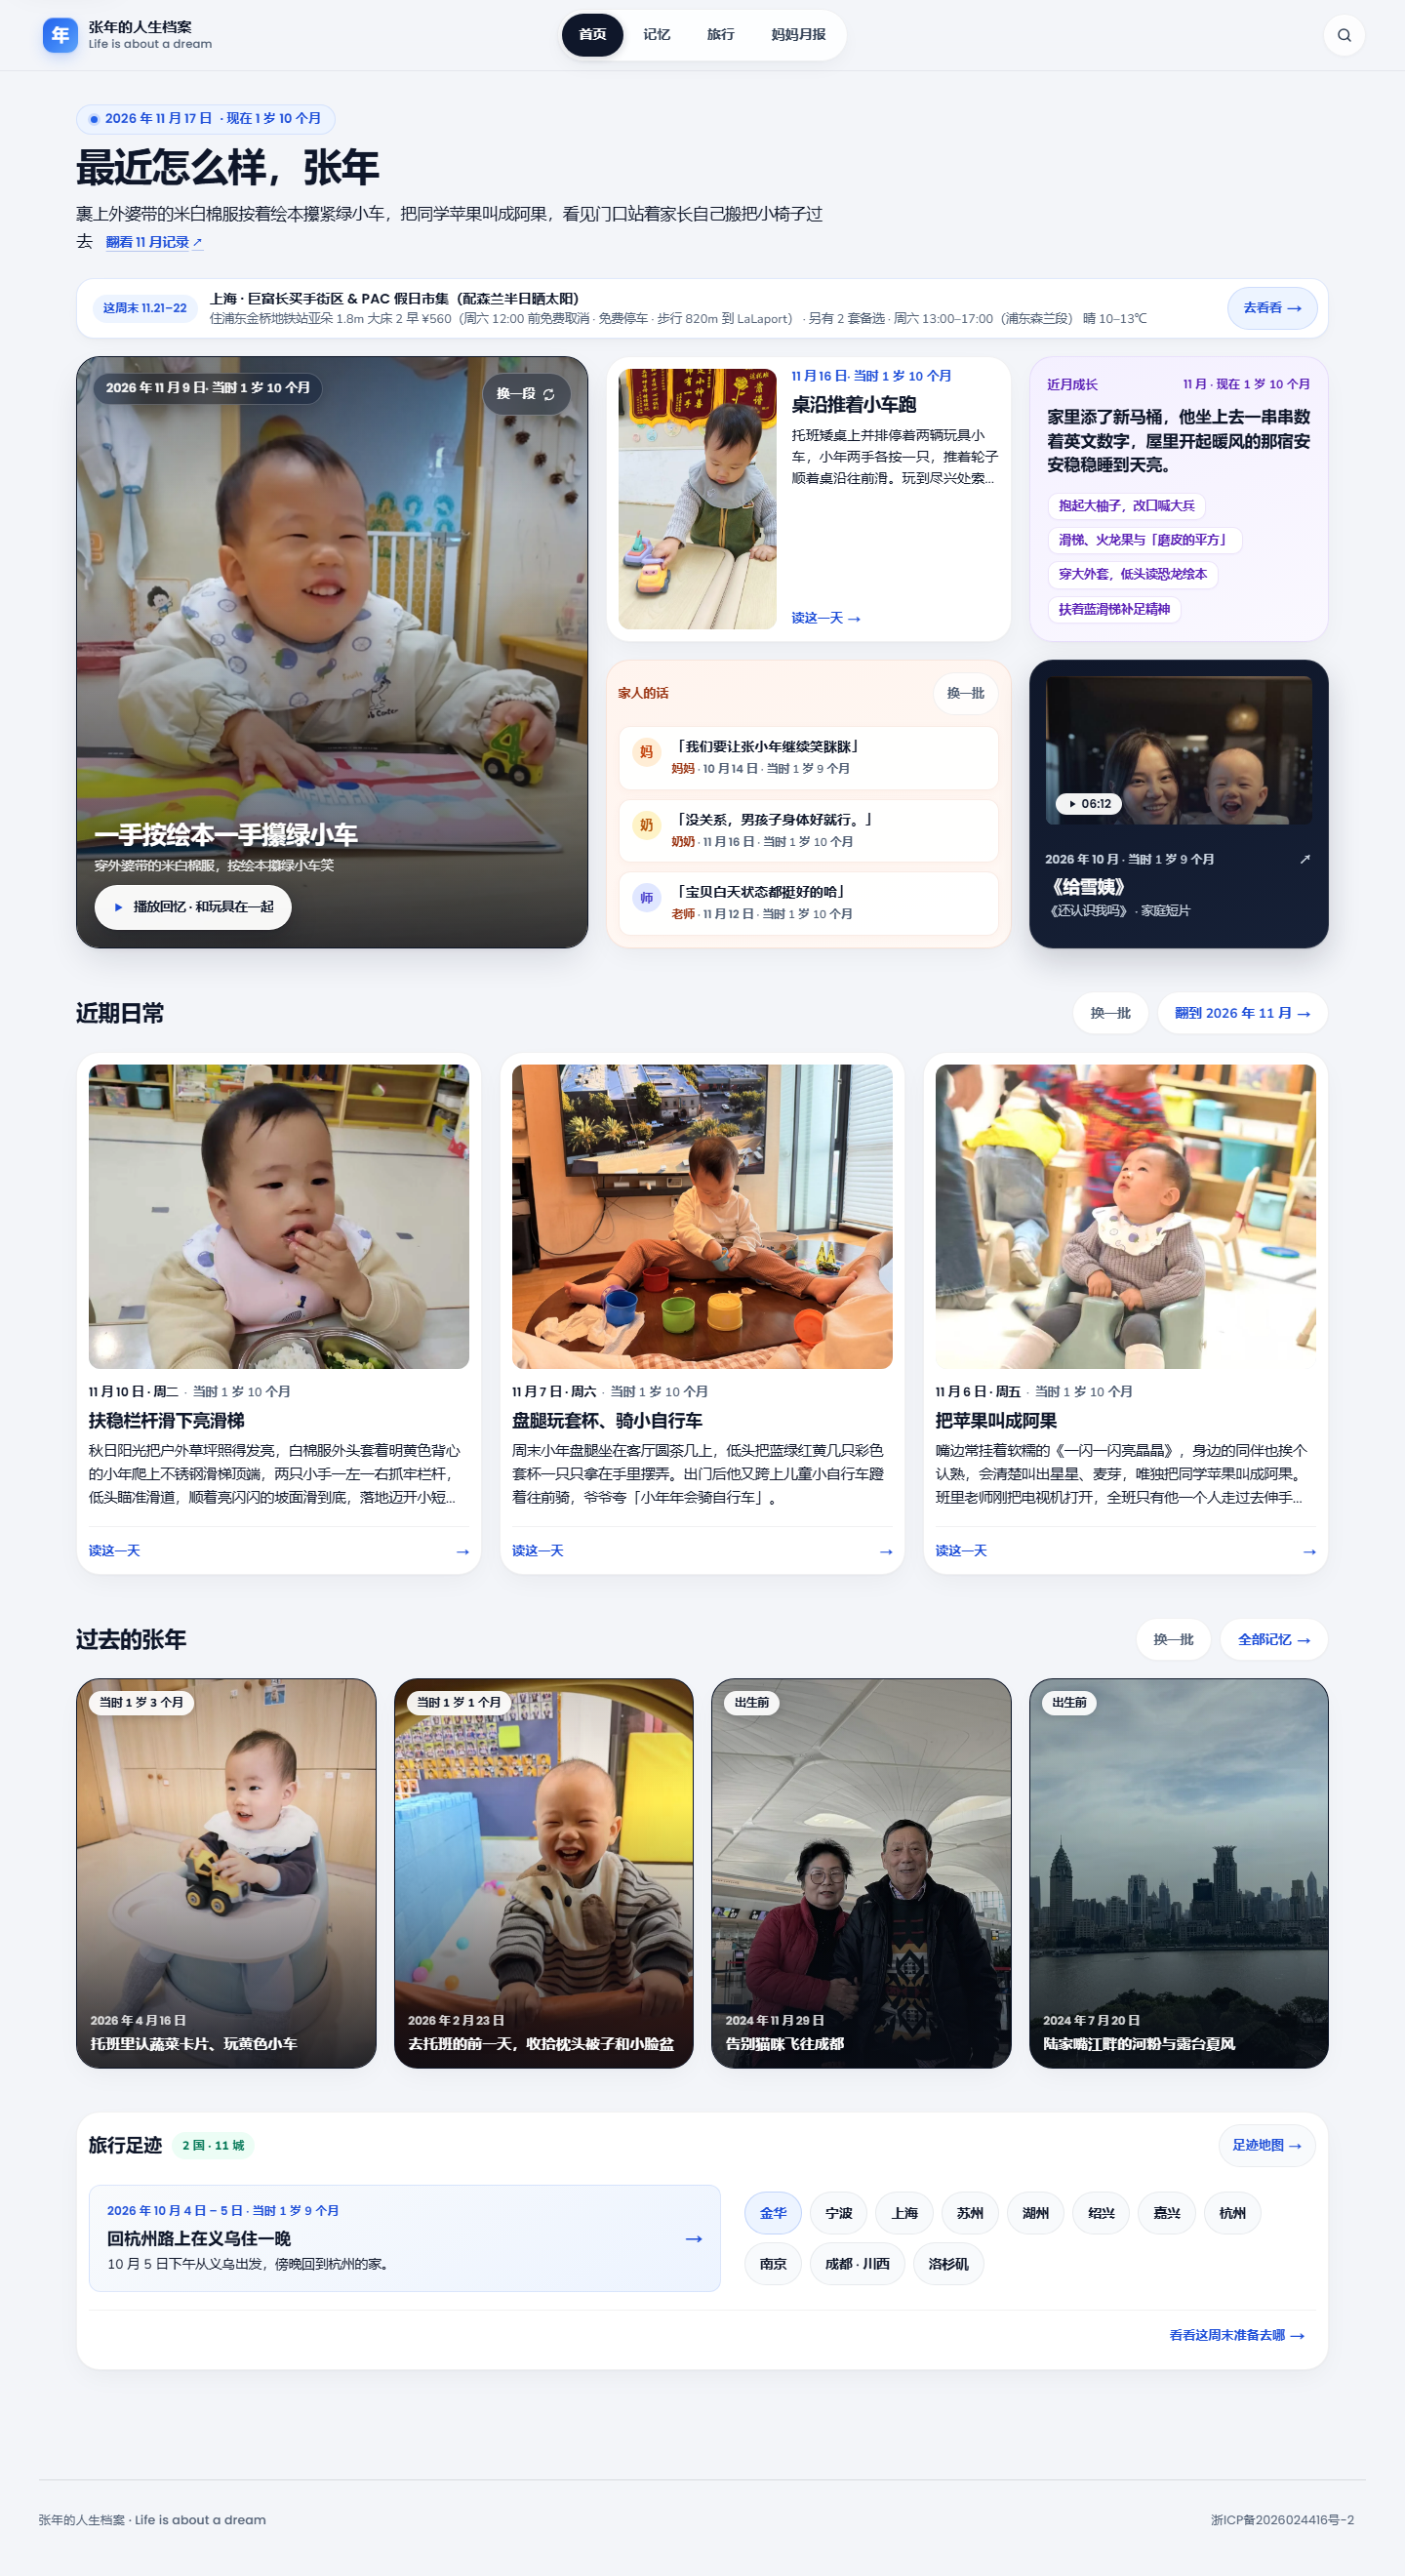 年
张年的人生档案
Life is about a dream
首页
记忆
旅行
妈妈月报
2026 年 11 月 17 日 · 现在 1 岁 10 个月
最近怎么样，张年
裹上外婆带的米白棉服按着绘本攥紧绿小车，把同学苹果叫成阿果，看见门口站着家长自己搬把小椅子过
去 翻看 11 月记录 ↗
这周末 11.21–22
上海 · 巨富长买手街区 & PAC 假日市集（配森兰半日晒太阳）
住浦东金桥地铁站亚朵 1.8m 大床 2 早 ¥560（周六 12:00 前免费取消 · 免费停车 · 步行 820m 到 LaLaport） · 另有 2 套备选 · 周六 13:00–17:00（浦东森兰段） 晴 10–13℃
去看看 →
2026 年 11 月 9 日· 当时 1 岁 10 个月
换一段
一手按绘本一手攥绿小车
穿外婆带的米白棉服，按绘本攥绿小车笑
播放回忆 · 和玩具在一起
11 月 16 日· 当时 1 岁 10 个月
桌沿推着小车跑
托班矮桌上并排停着两辆玩具小
车，小年两手各按一只，推着轮子
顺着桌沿往前滑。玩到尽兴处索...
读这一天 →
近月成长
11 月 · 现在 1 岁 10 个月
家里添了新马桶，他坐上去一串串数
着英文数字，屋里开起暖风的那宿安
安稳稳睡到天亮。
抱起大柚子，改口喊大兵
滑梯、火龙果与「磨皮的平方」
穿大外套，低头读恐龙绘本
扶着蓝滑梯补足精神
家人的话
换一批
妈
「我们要让张小年继续笑眯眯」
妈妈 · 10 月 14 日 · 当时 1 岁 9 个月
奶
「没关系，男孩子身体好就行。」
奶奶 · 11 月 16 日 · 当时 1 岁 10 个月
师
「宝贝白天状态都挺好的哈」
老师 · 11 月 12 日 · 当时 1 岁 10 个月
06:12
2026 年 10 月 · 当时 1 岁 9 个月 ↗
《给雪姨》
《还认识我吗》 · 家庭短片
近期日常
换一批
翻到 2026 年 11 月 →
11 月 10 日 · 周二 · 当时 1 岁 10 个月
扶稳栏杆滑下亮滑梯
秋日阳光把户外草坪照得发亮，白棉服外头套着明黄色背心
的小年爬上不锈钢滑梯顶端，两只小手一左一右抓牢栏杆，
低头瞄准滑道，顺着亮闪闪的坡面滑到底，落地迈开小短...
读这一天 →
11 月 7 日 · 周六 · 当时 1 岁 10 个月
盘腿玩套杯、骑小自行车
周末小年盘腿坐在客厅圆茶几上，低头把蓝绿红黄几只彩色
套杯一只只拿在手里摆弄。出门后他又跨上儿童小自行车蹬
着往前骑，爷爷夸「小年年会骑自行车」。
读这一天 →
11 月 6 日 · 周五 · 当时 1 岁 10 个月
把苹果叫成阿果
嘴边常挂着软糯的《一闪一闪亮晶晶》，身边的同伴也挨个
认熟，会清楚叫出星星、麦芽，唯独把同学苹果叫成阿果。
班里老师刚把电视机打开，全班只有他一个人走过去伸手...
读这一天 →
过去的张年
换一批
全部记忆 →
当时 1 岁 3 个月
2026 年 4 月 16 日
托班里认蔬菜卡片、玩黄色小车
当时 1 岁 1 个月
2026 年 2 月 23 日
去托班的前一天，收拾枕头被子和小脸盆
出生前
2024 年 11 月 29 日
告别猫咪飞往成都
出生前
2024 年 7 月 20 日
陆家嘴江畔的河粉与露台夏风
旅行足迹
2 国 · 11 城
足迹地图 →
2026 年 10 月 4 日 – 5 日 · 当时 1 岁 9 个月
回杭州路上在义乌住一晚
10 月 5 日下午从义乌出发，傍晚回到杭州的家。
→
金华
宁波
上海
苏州
湖州
绍兴
嘉兴
杭州
南京
成都 · 川西
洛杉矶
看看这周末准备去哪 →
张年的人生档案 · Life is about a dream
浙ICP备2026024416号-2